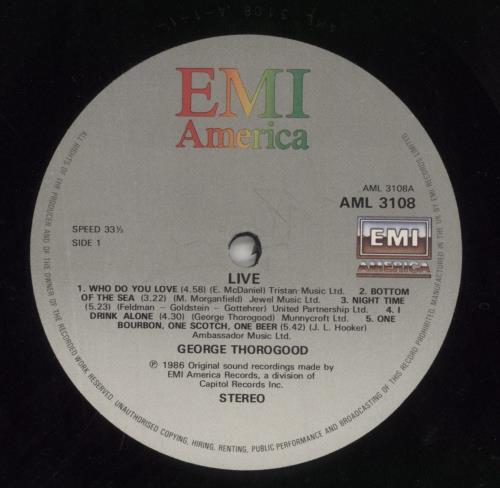 AML 3108 A-1-1-
EMI
America
ALL RIGHTS OF THE PRODUCER AND OF THE OWNER OF THE RECORDED WORK RESERVED. UNAUTHORISED COPYING, HIRING, RENTING, PUBLIC PERFORMANCE AND BROADCASTING OF THIS RECORD PROHIBITED. MANUFACTURED IN THE UK BY EMI RECORDS LIMITED.
AML 3108A
AML 3108
SPEED 33⅓
SIDE 1
EMI
AMERICA
LIVE
1. WHO DO YOU LOVE (4.58) (E. McDaniel) Tristan Music Ltd. 2. BOTTOM
OF THE SEA (3.22) (M. Morganfield) Jewel Music Ltd. 3. NIGHT TIME
(5.23) (Feldman - Goldstein - Gottehrer) United Partnership Ltd. 4. I
DRINK ALONE (4.30) (George Thorogood) Munnycroft Ltd. 5. ONE
BOURBON, ONE SCOTCH, ONE BEER (5.42) (J. L. Hooker)
Ambassador Music Ltd.
GEORGE THOROGOOD
℗ 1986 Original sound recordings made by
EMI America Records, a division of
Capitol Records Inc.
STEREO